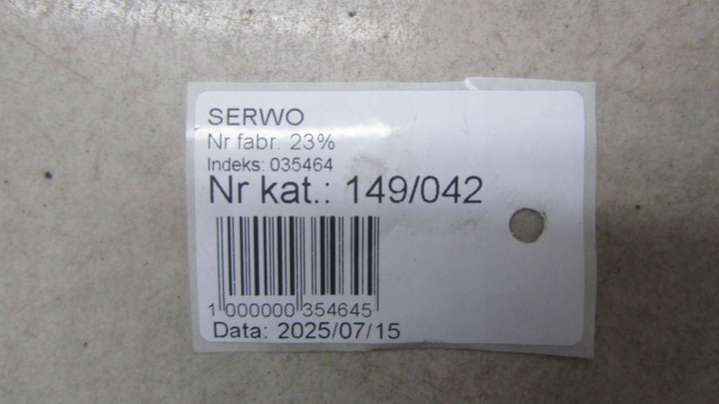 SERWO
Nr fabr. 23%
Indeks: 035464
Nr kat.: 149/042
1 000000 354645
Data: 2025/07/15